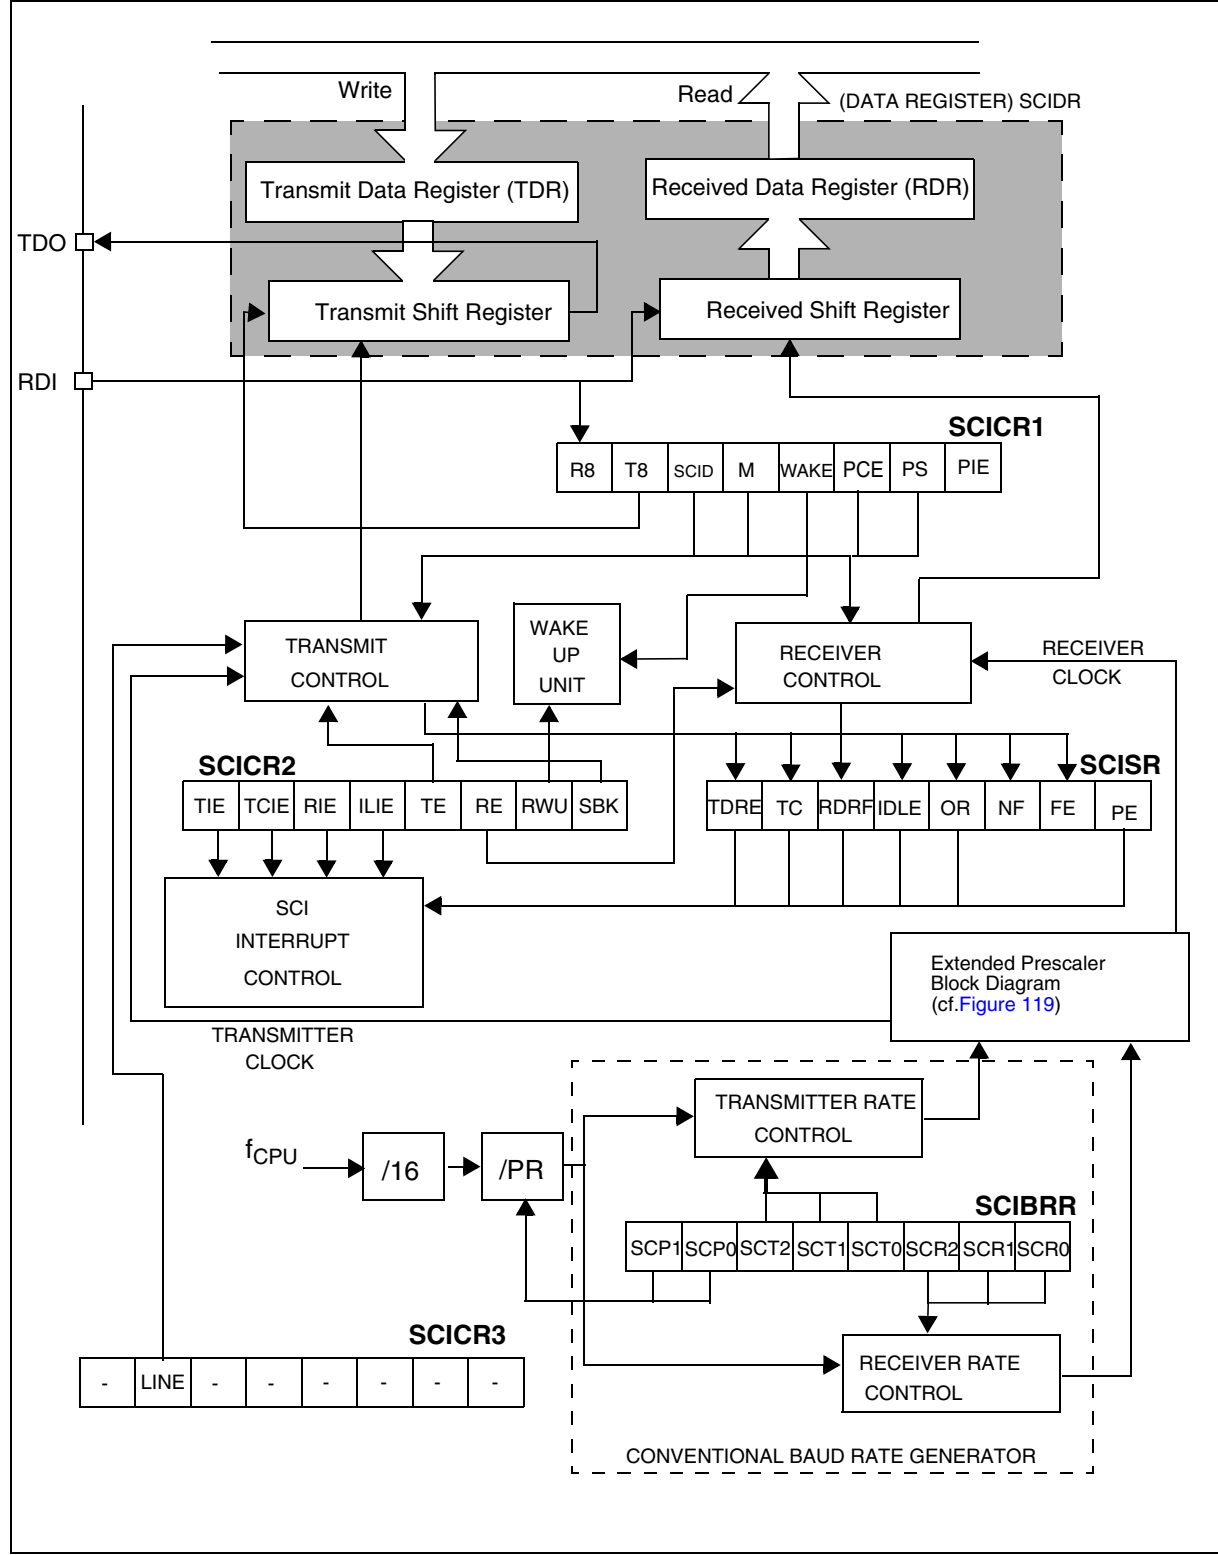 Write
Read
(DATA REGISTER) SCIDR
Transmit Data Register (TDR)
Received Data Register (RDR)
TDO
Transmit Shift Register
Received Shift Register
RDI
SCICR1
R8 T8 SCID M WAKE PCE PS PIE
TRANSMIT
CONTROL
WAKE
UP
UNIT
RECEIVER
CONTROL
RECEIVER
CLOCK
SCICR2
TIE TCIE RIE ILIE TE RE RWU SBK
SCISR
TDRE TC RDRF IDLE OR NF FE PE
SCI
INTERRUPT
CONTROL
Extended Prescaler
Block Diagram
(cf.Figure 119)
TRANSMITTER
CLOCK
TRANSMITTER RATE
CONTROL
fCPU
/16
/PR
SCIBRR
SCP1 SCP0 SCT2 SCT1 SCT0 SCR2 SCR1 SCR0
SCICR3
- LINE - - - - - -
RECEIVER RATE
CONTROL
CONVENTIONAL BAUD RATE GENERATOR